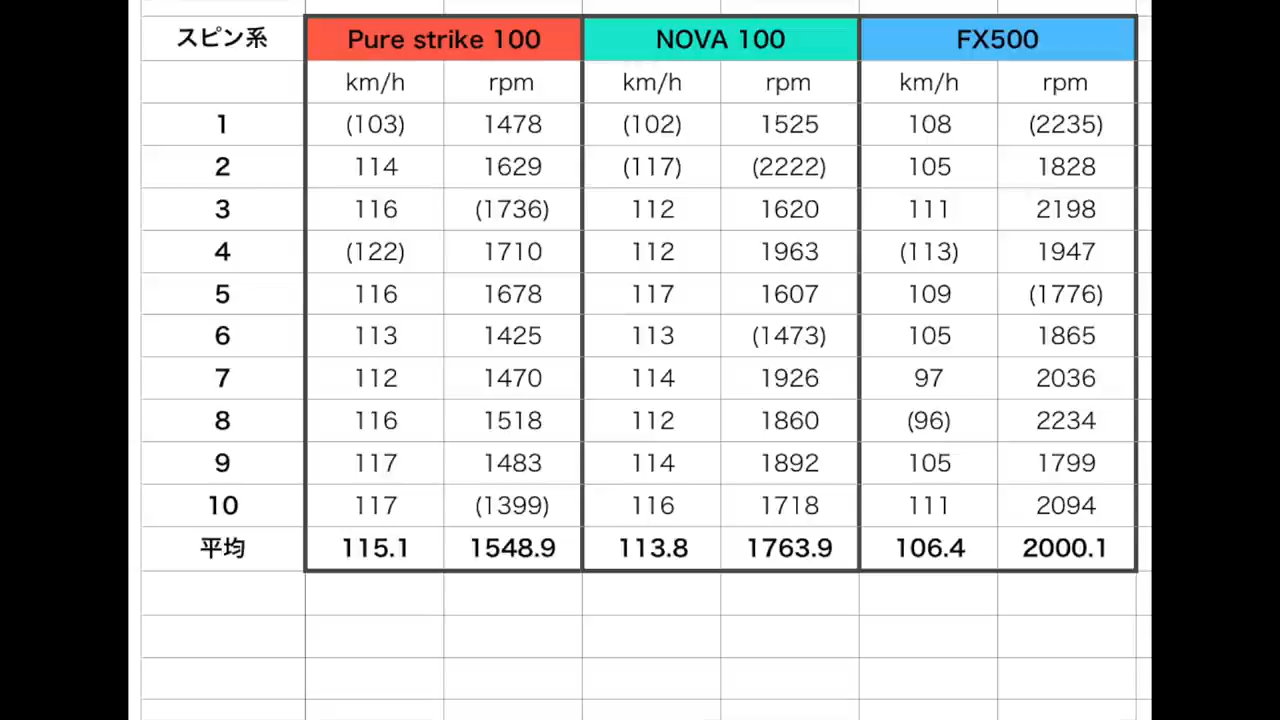 スピン系 Pure strike 100 NOVA 100 FX500
km/h rpm km/h rpm km/h rpm
1 (103) 1478 (102) 1525 108 (2235)
2 114 1629 (117) (2222) 105 1828
3 116 (1736) 112 1620 111 2198
4 (122) 1710 112 1963 (113) 1947
5 116 1678 117 1607 109 (1776)
6 113 1425 113 (1473) 105 1865
7 112 1470 114 1926 97 2036
8 116 1518 112 1860 (96) 2234
9 117 1483 114 1892 105 1799
10 117 (1399) 116 1718 111 2094
平均 115.1 1548.9 113.8 1763.9 106.4 2000.1